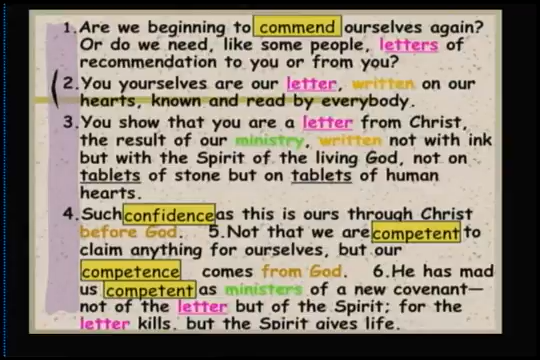 1.Are we beginning to commend ourselves again?
Or do we need, like some people, letters of
recommendation to you or from you?
2.You yourselves are our letter, written on our
hearts, known and read by everybody.
3.You show that you are a letter from Christ,
the result of our ministry, written not with ink
but with the Spirit of the living God, not on
tablets of stone but on tablets of human
hearts.
4.Such confidence as this is ours through Christ
before God. 5.Not that we are competent to
claim anything for ourselves, but our
competence comes from God. 6.He has mad
us competent as ministers of a new covenant—
not of the letter but of the Spirit; for the
letter kills, but the Spirit gives life.